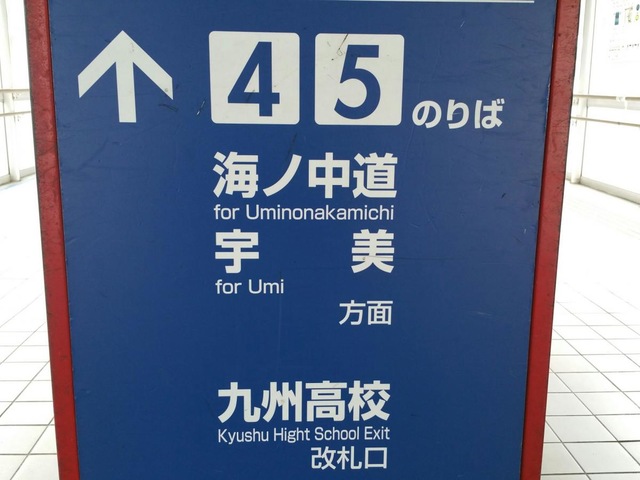 ↑ 4 5 のりば
海ノ中道
for Uminonakamichi
宇美
for Umi
方面
九州高校
Kyushu Hight School Exit
改札口